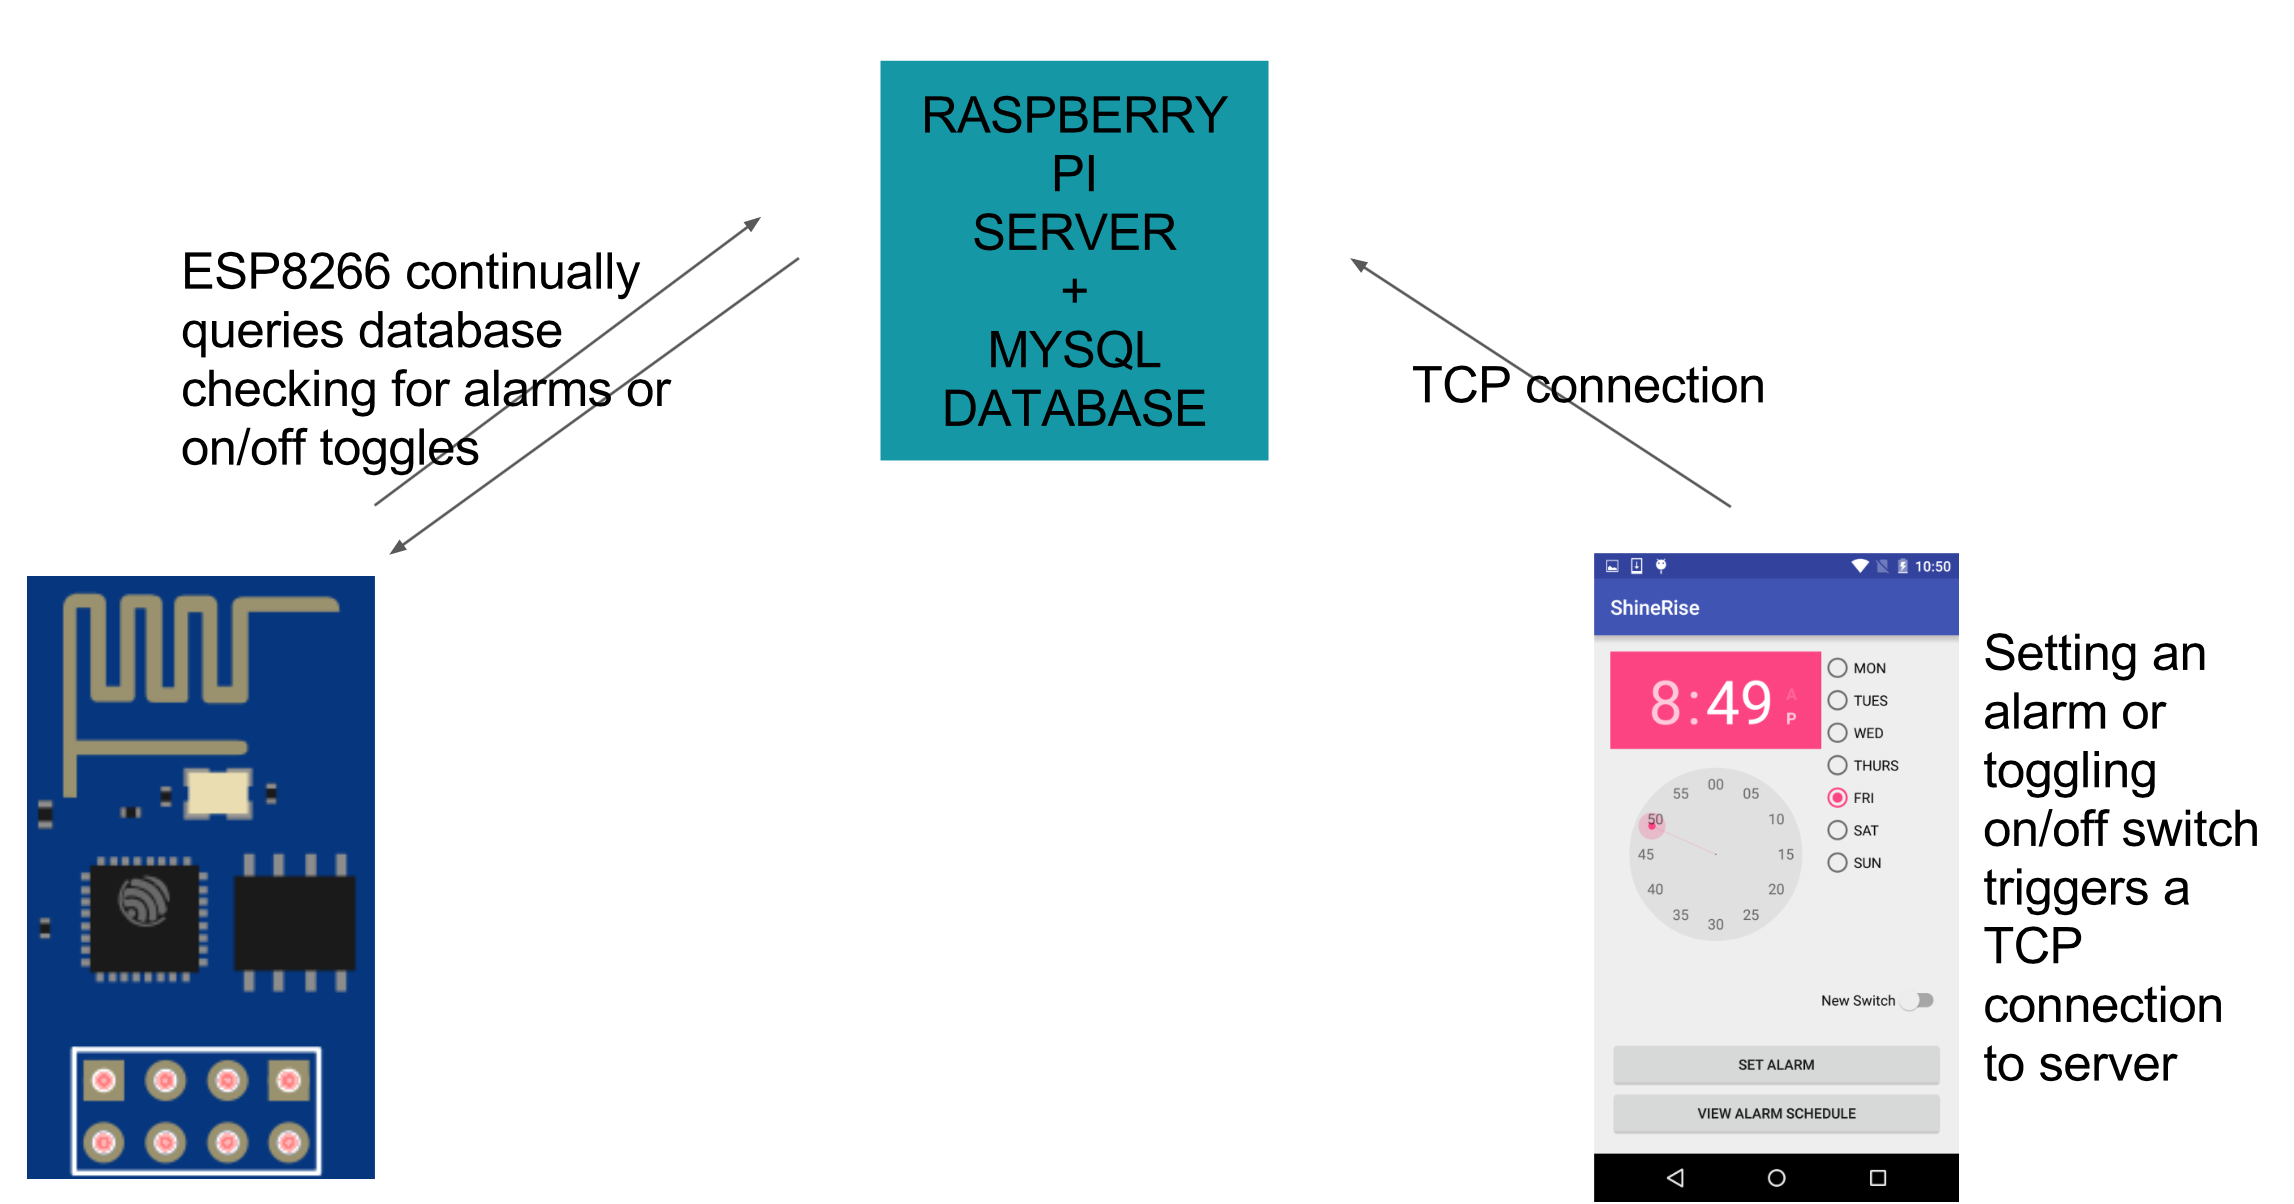 RASPBERRY
PI
SERVER
+
MYSQL
DATABASE
ESP8266 continually
queries database
checking for alarms or
on/off toggles
TCP connection
10:50
ShineRise
8:49
A
P
MON
TUES
WED
THURS
FRI
SAT
SUN
00
05
10
15
20
25
30
35
40
45
50
55
New Switch
SET ALARM
VIEW ALARM SCHEDULE
Setting an
alarm or
toggling
on/off switch
triggers a
TCP
connection
to server